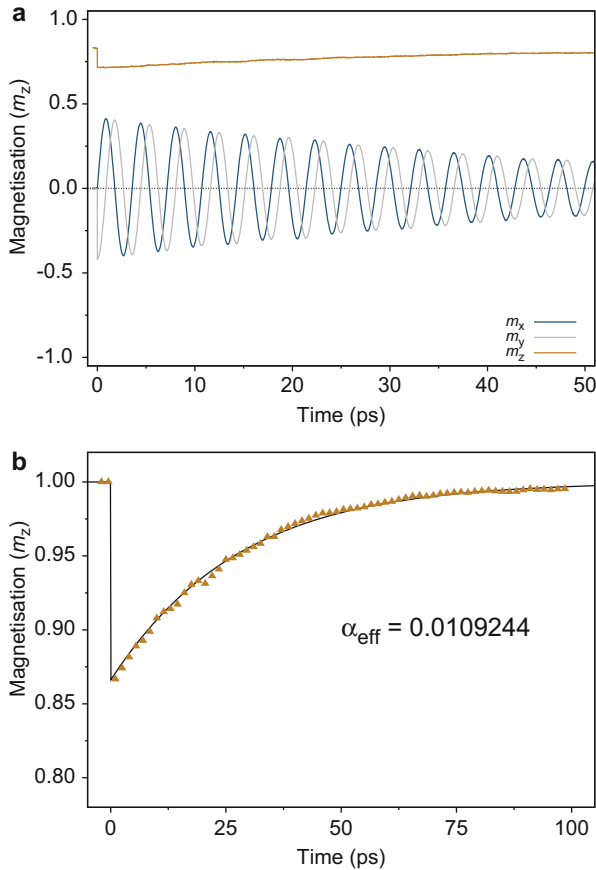 a
1.0
0.5
0.0
-0.5
-1.0
Magnetisation (mz)
mx
my
mz
0 10 20 30 40 50
Time (ps)
b
1.00
0.95
0.90
0.85
0.80
Magnetisation (mz)
αeff = 0.0109244
0 25 50 75 100
Time (ps)